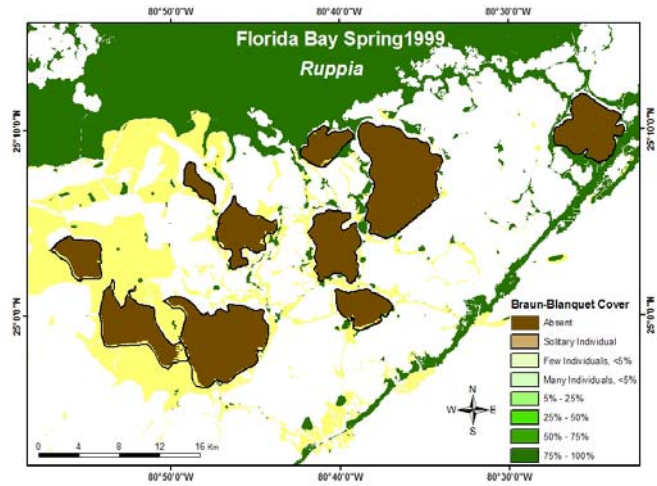 80°50'0"W 80°40'0"W 80°30'0"W
Florida Bay Spring1999
Ruppia
25°10'0"N 25°10'0"N
25°0'0"N 25°0'0"N
Braun-Blanquet Cover
Absent
Solitary Individual
Few Individuals, <5%
Many Individuals, <5%
5% - 25%
25% - 50%
50% - 75%
75% - 100%
N
W E
S
0 4 8 12 16 Km
80°50'0"W 80°40'0"W 80°30'0"W